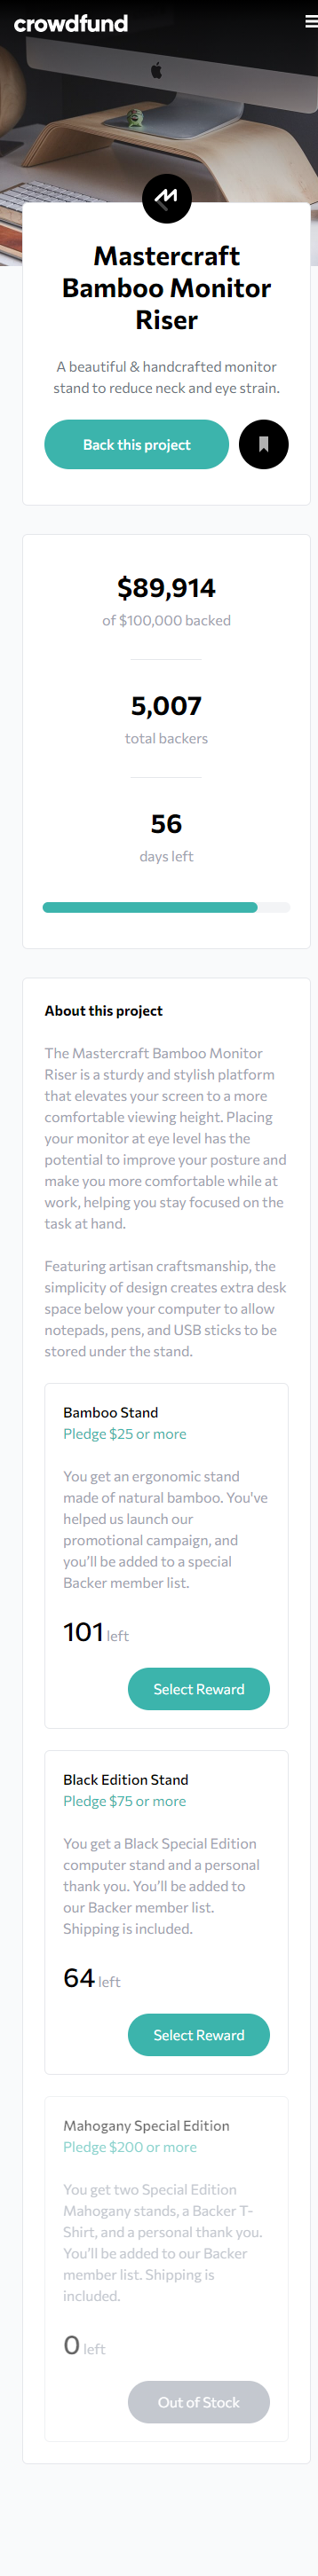 crowdfund
Mastercraft
Bamboo Monitor
Riser
A beautiful & handcrafted monitor
stand to reduce neck and eye strain.
Back this project
$89,914
of $100,000 backed
5,007
total backers
56
days left
About this project
The Mastercraft Bamboo Monitor
Riser is a sturdy and stylish platform
that elevates your screen to a more
comfortable viewing height. Placing
your monitor at eye level has the
potential to improve your posture and
make you more comfortable while at
work, helping you stay focused on the
task at hand.
Featuring artisan craftsmanship, the
simplicity of design creates extra desk
space below your computer to allow
notepads, pens, and USB sticks to be
stored under the stand.
Bamboo Stand
Pledge $25 or more
You get an ergonomic stand
made of natural bamboo. You've
helped us launch our
promotional campaign, and
you’ll be added to a special
Backer member list.
101 left
Select Reward
Black Edition Stand
Pledge $75 or more
You get a Black Special Edition
computer stand and a personal
thank you. You’ll be added to
our Backer member list.
Shipping is included.
64 left
Select Reward
Mahogany Special Edition
Pledge $200 or more
You get two Special Edition
Mahogany stands, a Backer T-
Shirt, and a personal thank you.
You’ll be added to our Backer
member list. Shipping is
included.
0 left
Out of Stock